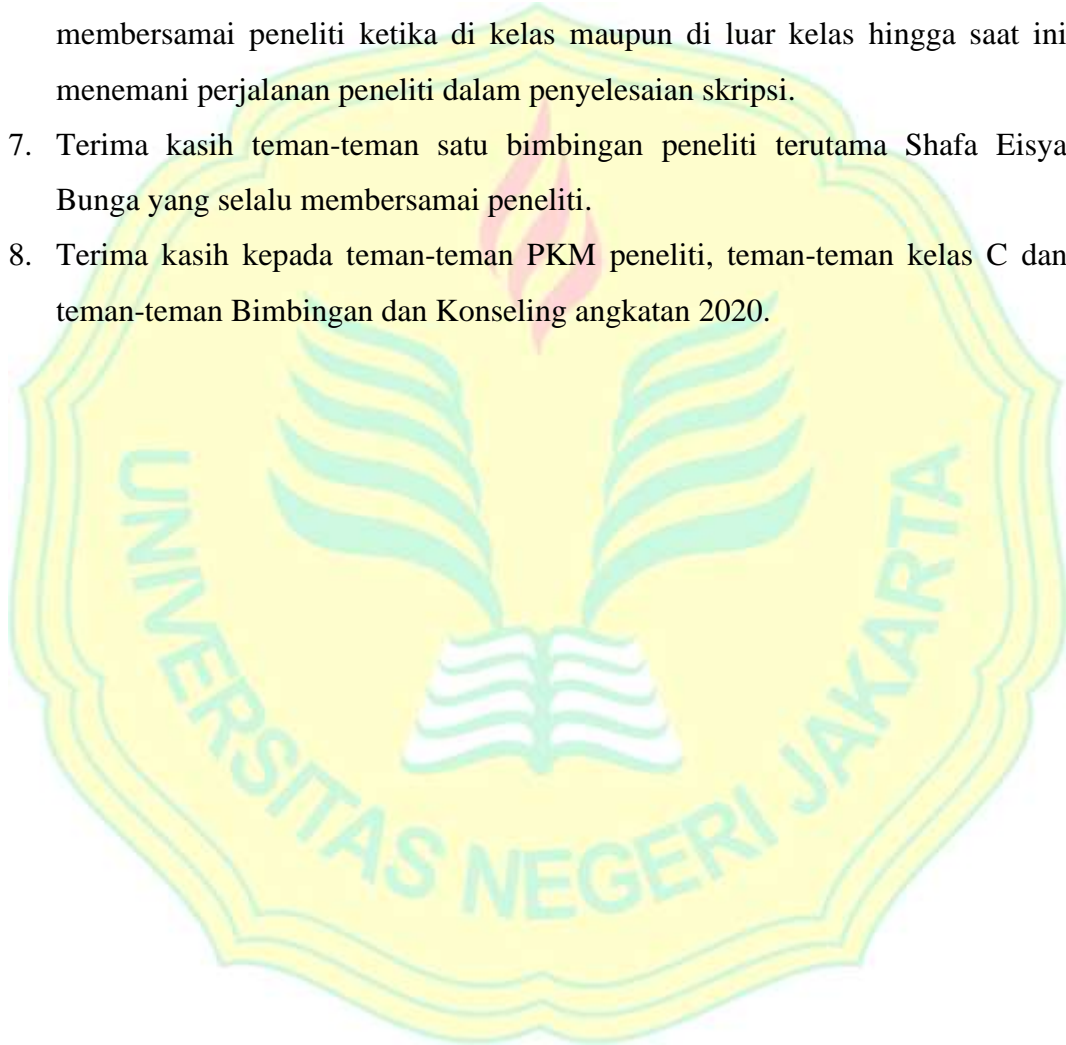 membersamai peneliti ketika di kelas maupun di luar kelas hingga saat ini
menemani perjalanan peneliti dalam penyelesaian skripsi.
7. Terima kasih teman-teman satu bimbingan peneliti terutama Shafa Eisya
Bunga yang selalu membersamai peneliti.
8. Terima kasih kepada teman-teman PKM peneliti, teman-teman kelas C dan
teman-teman Bimbingan dan Konseling angkatan 2020.
UNIVERSITAS NEGERI JAKARTA